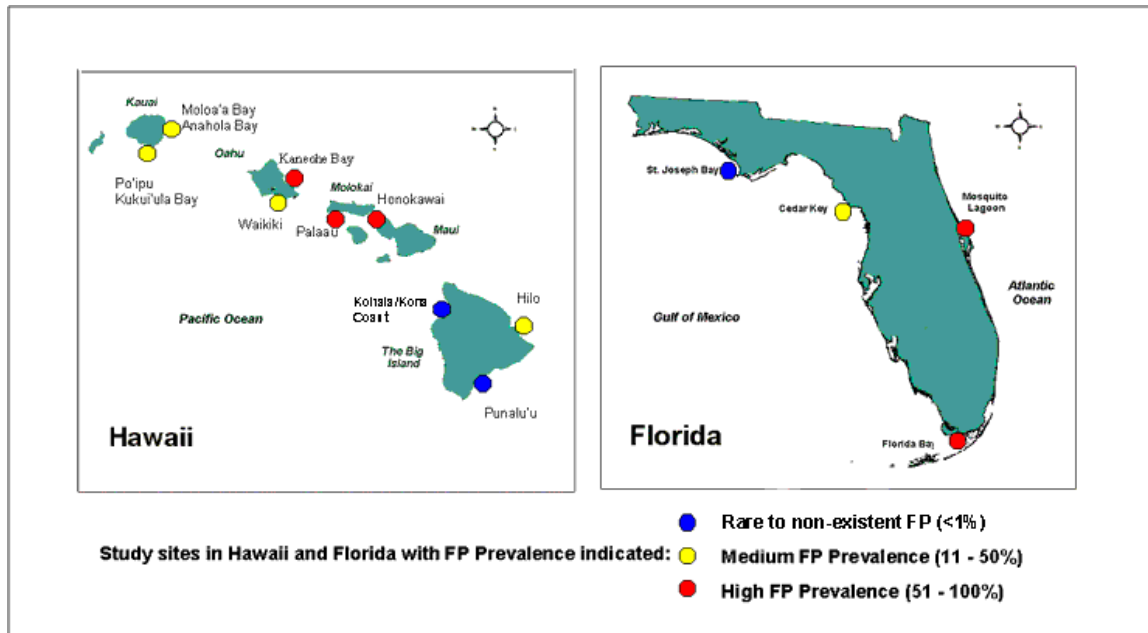 Kauai
Moloa'a Bay
Anahola Bay
Po'ipu
Kukui'ula Bay
Oahu
Kaneohe Bay
Waikiki
Molokai
Honokawai
Palaau
Maui
Pacific Ocean
Kohala/Kona
Coast
Hilo
The Big
Island
Punalu'u
Hawaii
St. Joseph Bay
Cedar Key
Mosquito
Lagoon
Atlantic
Ocean
Gulf of Mexico
Florida
Florida Bay
Study sites in Hawaii and Florida with FP Prevalence indicated:
Rare to non-existent FP (<1%)
Medium FP Prevalence (11 - 50%)
High FP Prevalence (51 - 100%)